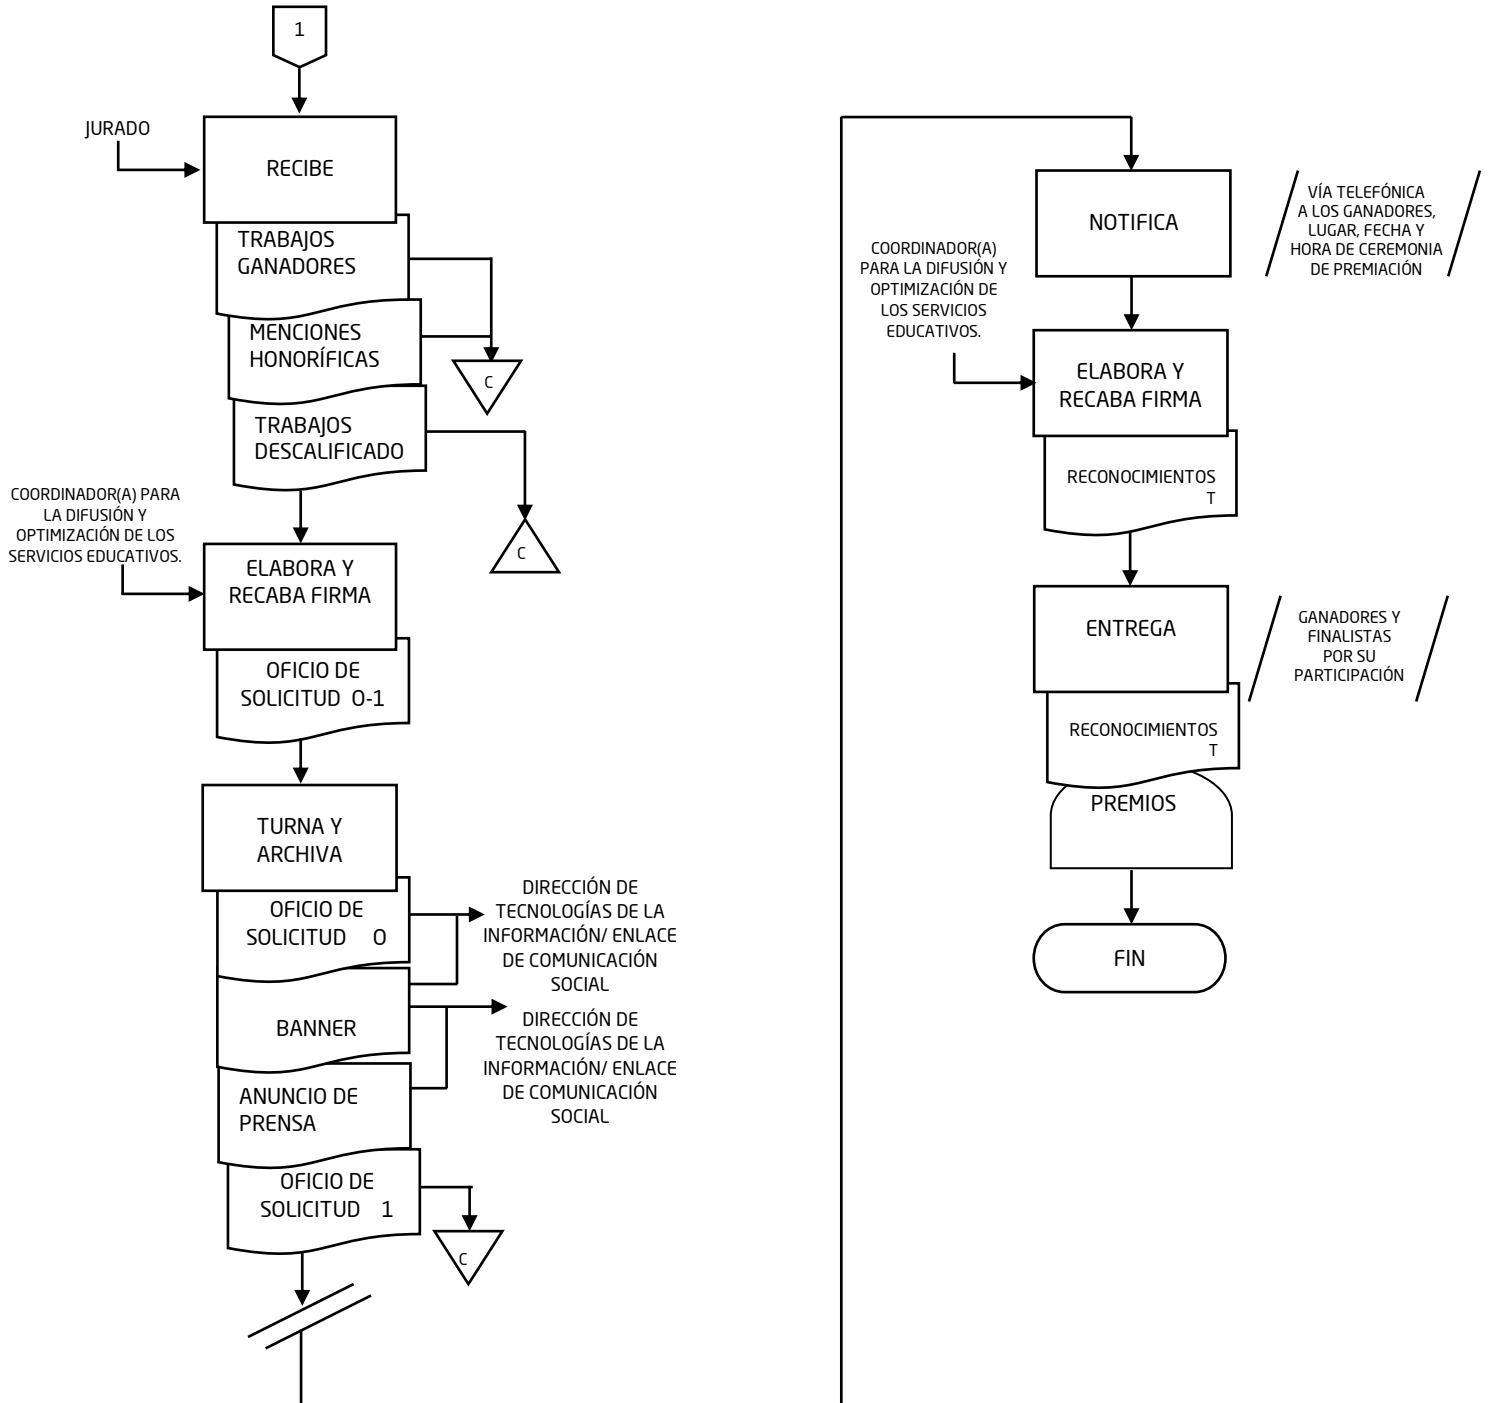 1
JURADO
RECIBE
TRABAJOS
GANADORES
MENCIONES
HONORÍFICAS
C
TRABAJOS
DESCALIFICADO
C
COORDINADOR(A) PARA
LA DIFUSIÓN Y
OPTIMIZACIÓN DE LOS
SERVICIOS EDUCATIVOS.
ELABORA Y
RECABA FIRMA
OFICIO DE
SOLICITUD O-1
TURNA Y
ARCHIVA
OFICIO DE
SOLICITUD O
DIRECCIÓN DE
TECNOLOGÍAS DE LA
INFORMACIÓN/ ENLACE
DE COMUNICACIÓN
SOCIAL
BANNER
DIRECCIÓN DE
TECNOLOGÍAS DE LA
INFORMACIÓN/ ENLACE
DE COMUNICACIÓN
SOCIAL
ANUNCIO DE
PRENSA
OFICIO DE
SOLICITUD 1
C
NOTIFICA
VÍA TELEFÓNICA
A LOS GANADORES,
LUGAR, FECHA Y
HORA DE CEREMONIA
DE PREMIACIÓN
COORDINADOR(A)
PARA LA DIFUSIÓN Y
OPTIMIZACIÓN DE
LOS SERVICIOS
EDUCATIVOS.
ELABORA Y
RECABA FIRMA
RECONOCIMIENTOS
T
ENTREGA
GANADORES Y
FINALISTAS
POR SU
PARTICIPACIÓN
RECONOCIMIENTOS
T
PREMIOS
FIN